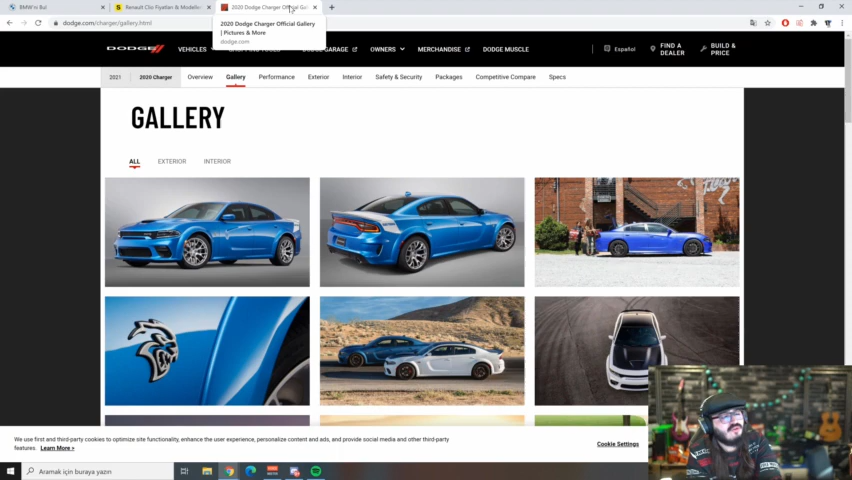 BMW'ni Bul
Renault Clio Fiyatları & Modelleri
2020 Dodge Charger Official Gal
2020 Dodge Charger Official Gallery
| Pictures & More
dodge.com
dodge.com/charger/gallery.html
DODGE
VEHICLES
GARAGE
OWNERS
MERCHANDISE
DODGE MUSCLE
Español
FIND A
DEALER
BUILD &
PRICE
2021
2020 Charger
Overview
Gallery
Performance
Exterior
Interior
Safety & Security
Packages
Competitive Compare
Specs
GALLERY
ALL
EXTERIOR
INTERIOR
We use first and third-party cookies to optimize site functionality, enhance the user experience, personalize content and ads, and provide social media and other third-party
features. Learn More >
Cookie Settings
Aramak için buraya yazın